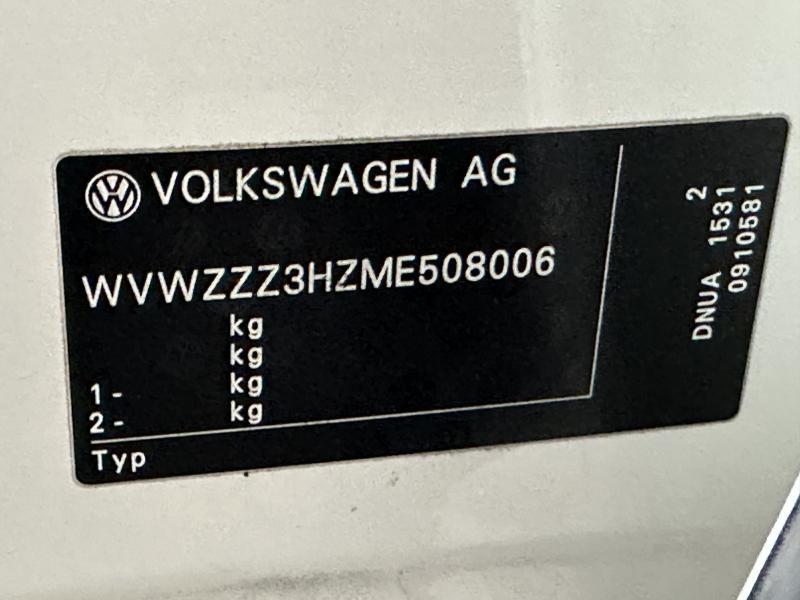 VOLKSWAGEN AG
WVWZZZ3HZME508006
kg
kg
1- kg
2- kg
Typ
2
DNUA 1531
0910581